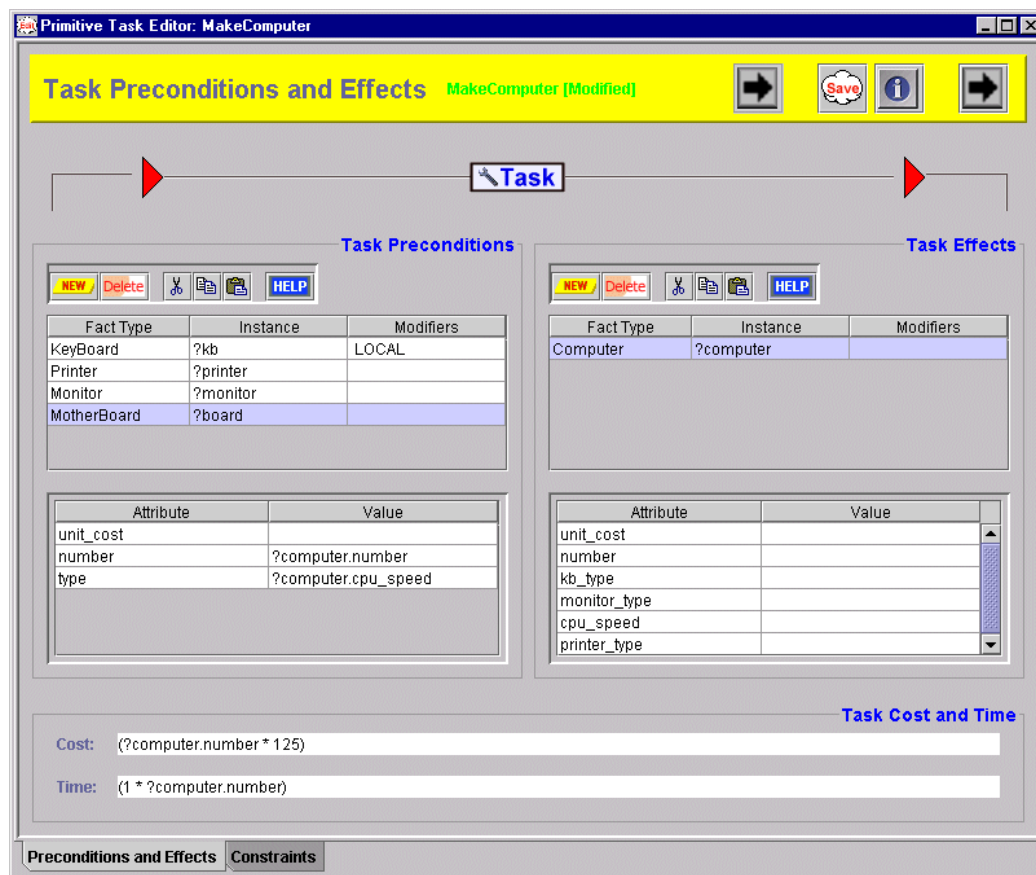 Edit Primitive Task Editor: MakeComputer
Task Preconditions and Effects MakeComputer [Modified] Save i
Task
Task Preconditions
NEW Delete HELP
Fact Type Instance Modifiers
KeyBoard ?kb LOCAL
Printer ?printer
Monitor ?monitor
MotherBoard ?board
Attribute Value
unit_cost
number ?computer.number
type ?computer.cpu_speed
Task Effects
NEW Delete HELP
Fact Type Instance Modifiers
Computer ?computer
Attribute Value
unit_cost
number
kb_type
monitor_type
cpu_speed
printer_type
Task Cost and Time
Cost: (?computer.number * 125)
Time: (1 * ?computer.number)
Preconditions and Effects Constraints